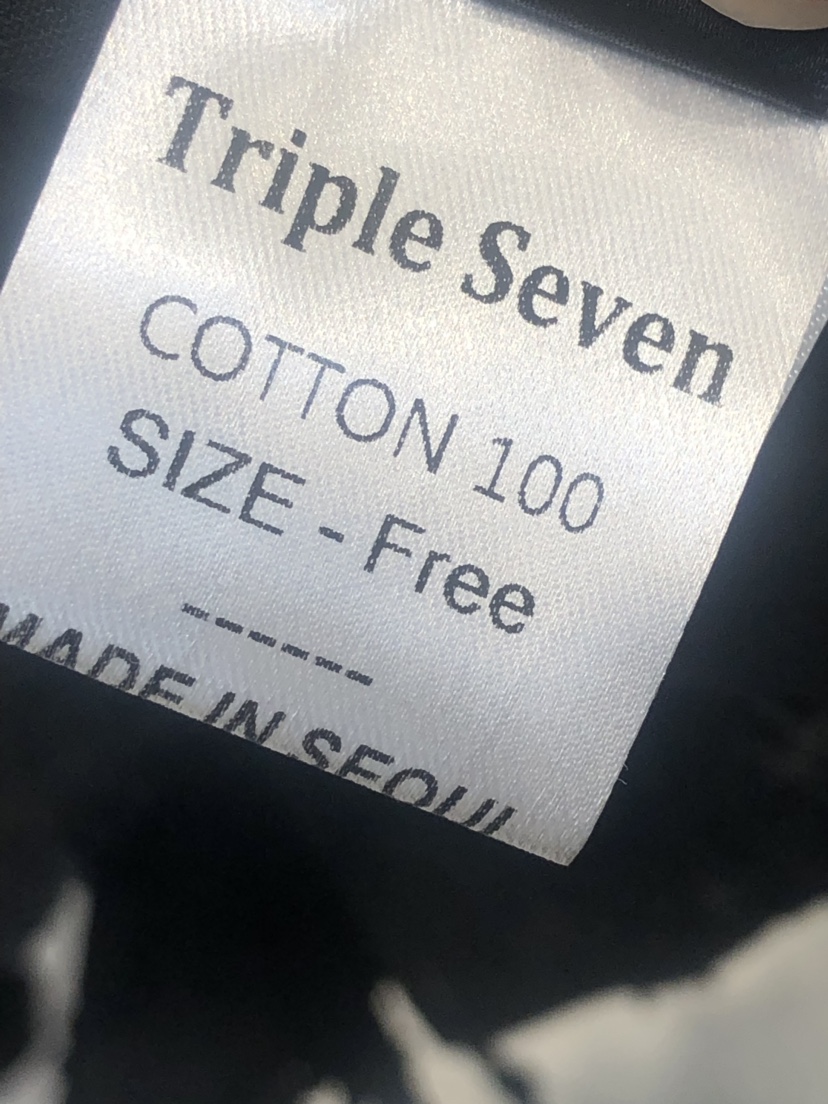 Triple Seven
COTTON 100
SIZE - Free
------
MADE IN SEOUL